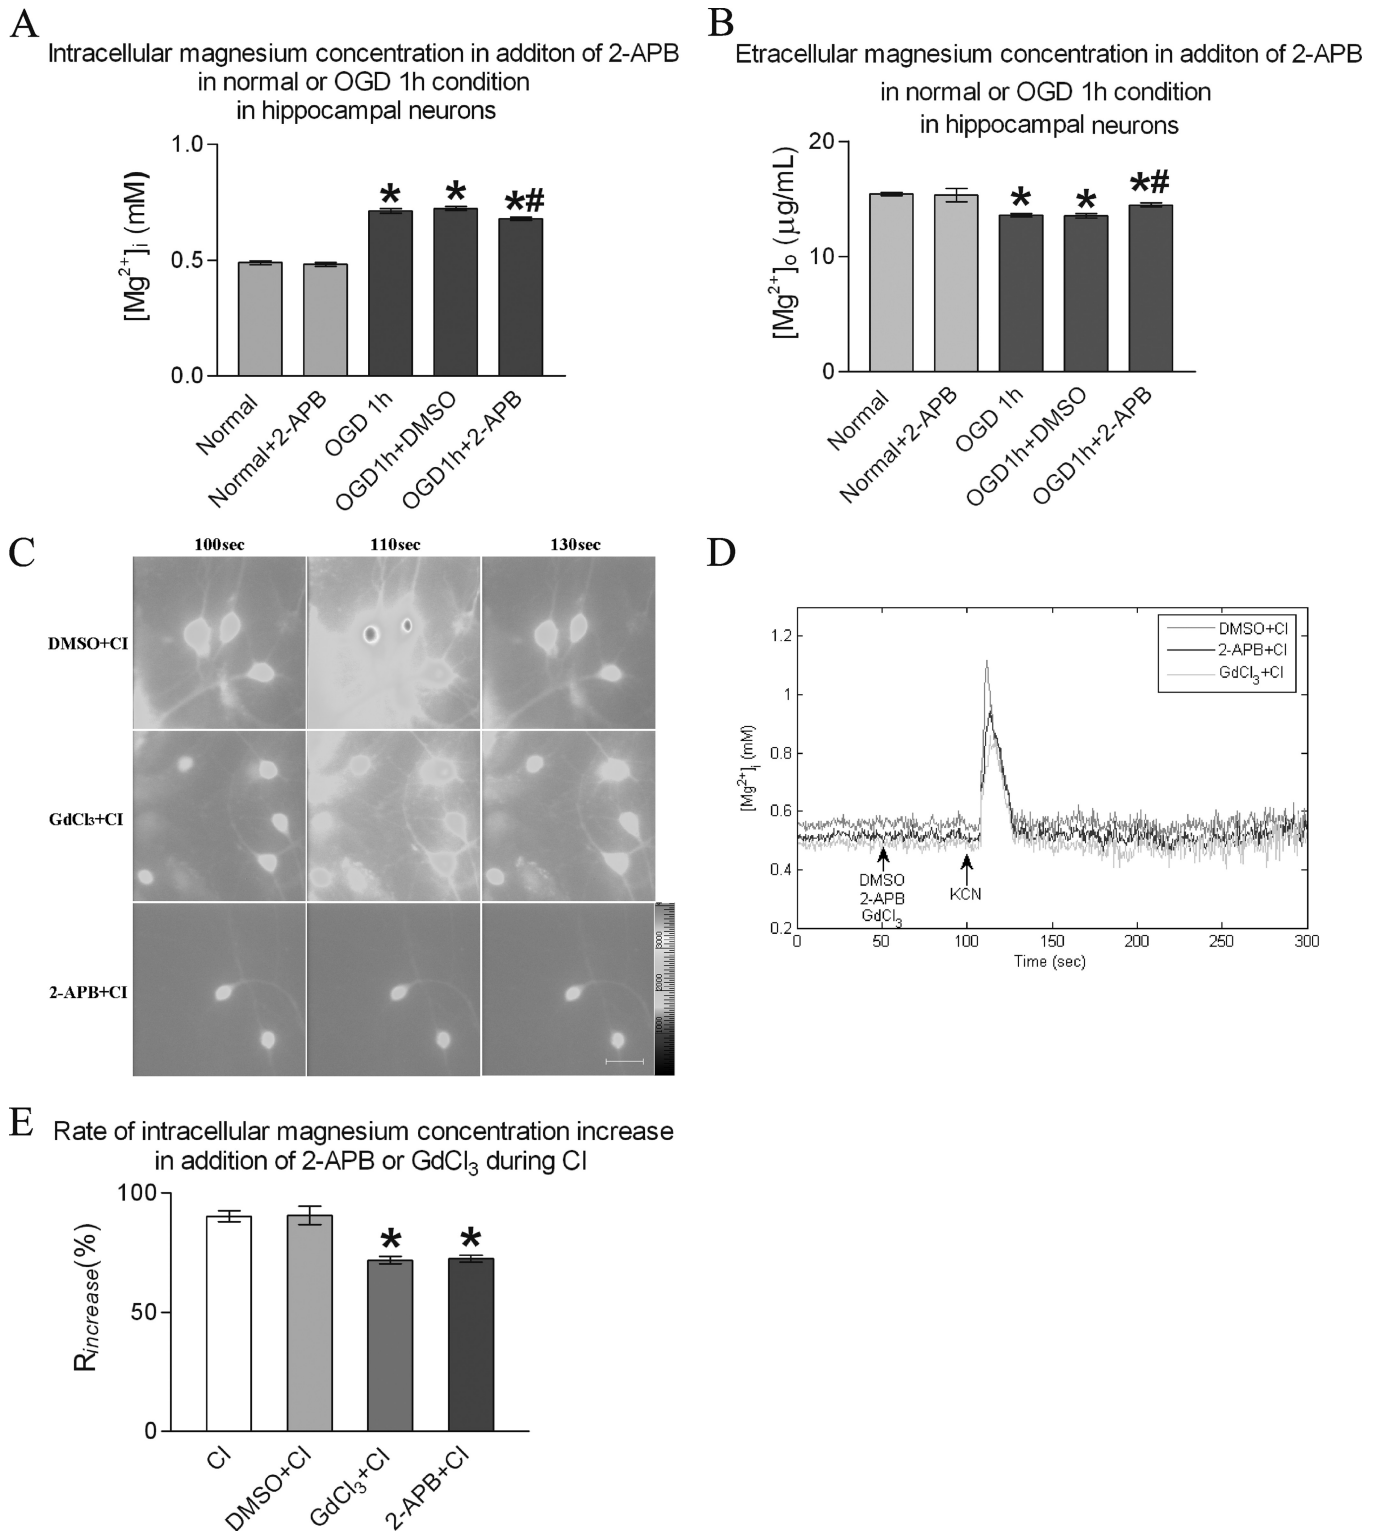 A
Intracellular magnesium concentration in additon of 2-APB
in normal or OGD 1h condition
in hippocampal neurons
[Mg2+]i (mM)
1.0
0.5
0.0
Normal
Normal+2-APB
OGD 1h
OGD1h+DMSO
OGD1h+2-APB
*
*
*#
B
Etracellular magnesium concentration in additon of 2-APB
in normal or OGD 1h condition
in hippocampal neurons
[Mg2+]o (μg/mL)
20
10
0
Normal
Normal+2-APB
OGD 1h
OGD1h+DMSO
OGD1h+2-APB
*
*
*#
C
100sec
110sec
130sec
DMSO+CI
GdCl3+CI
2-APB+CI
3000
2000
1000
D
[Mg2+]i (mM)
1.2
1
0.8
0.6
0.4
0.2
0
50
100
150
200
250
300
Time (sec)
DMSO+CI
2-APB+CI
GdCl3+CI
DMSO
2-APB
GdCl3
KCN
E
Rate of intracellular magnesium concentration increase
in addition of 2-APB or GdCl3 during CI
Rincrease(%)
100
50
0
*
*
CI
DMSO+CI
GdCl3+CI
2-APB+CI